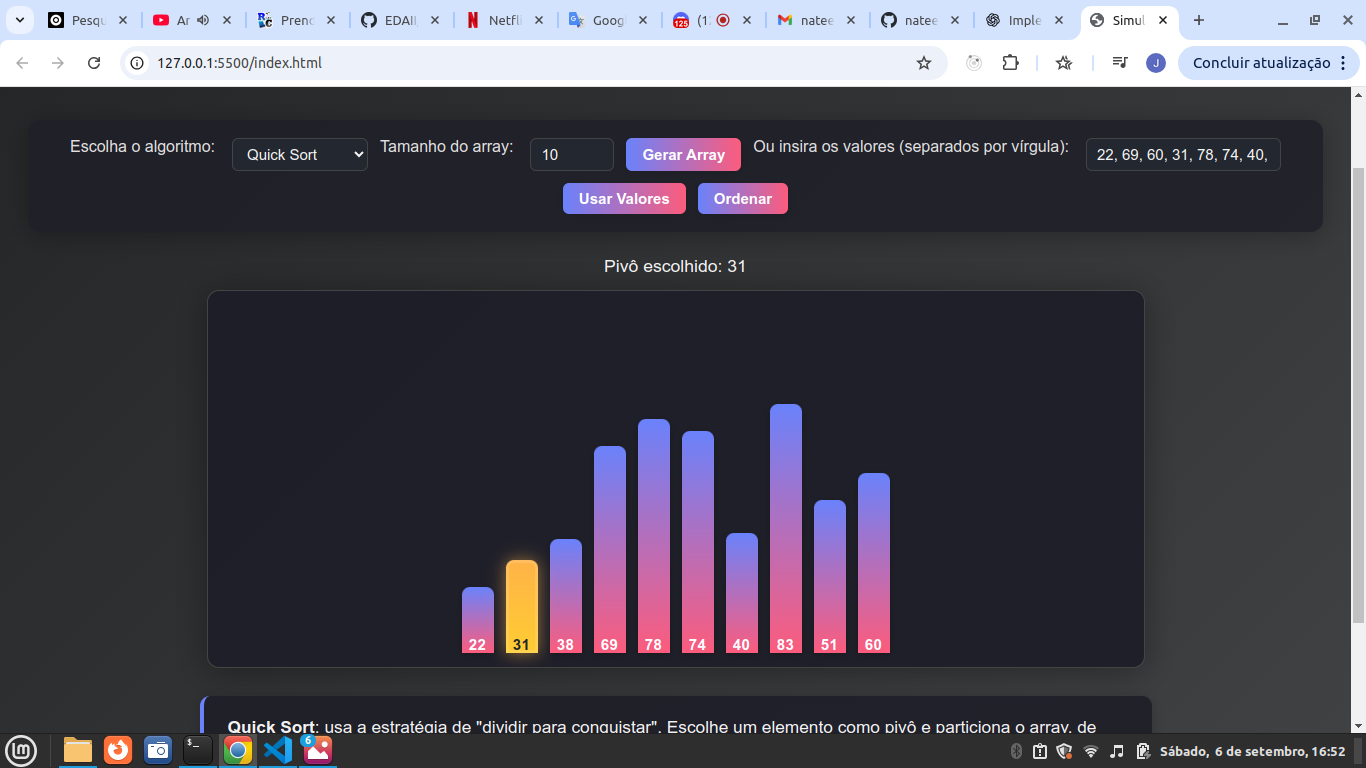 Pesqu
Ar
Prenc
EDAII
Netfli
Goog
(1
125
natee
natee
Imple
Simul
127.0.0.1:5500/index.html
J
Concluir atualização
Escolha o algoritmo: Quick Sort Tamanho do array: 10 Gerar Array Ou insira os valores (separados por vírgula): 22, 69, 60, 31, 78, 74, 40,
Usar Valores Ordenar
Pivô escolhido: 31
22 31 38 69 78 74 40 83 51 60
Quick Sort: usa a estratégia de "dividir para conquistar". Escolhe um elemento como pivô e particiona o array, de
6
Sábado, 6 de setembro, 16:52